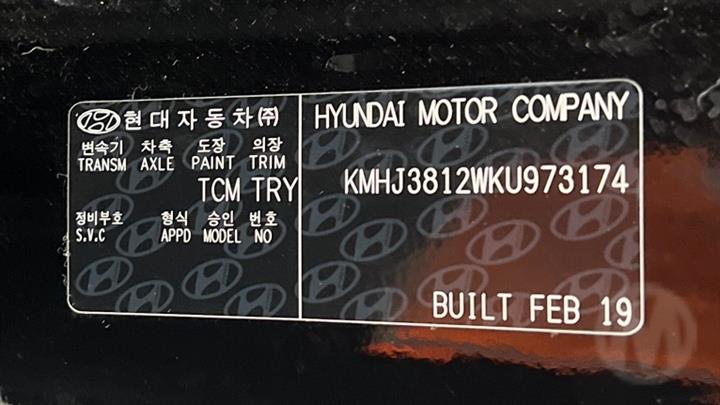 현대자동차㈜
변속기 차축 도장 의장
TRANSM AXLE PAINT TRIM
TCM TRY
정비부호 형식 승인 번호
S.V.C APPD MODEL NO
HYUNDAI MOTOR COMPANY
KMHJ3812WKU973174
BUILT FEB 19